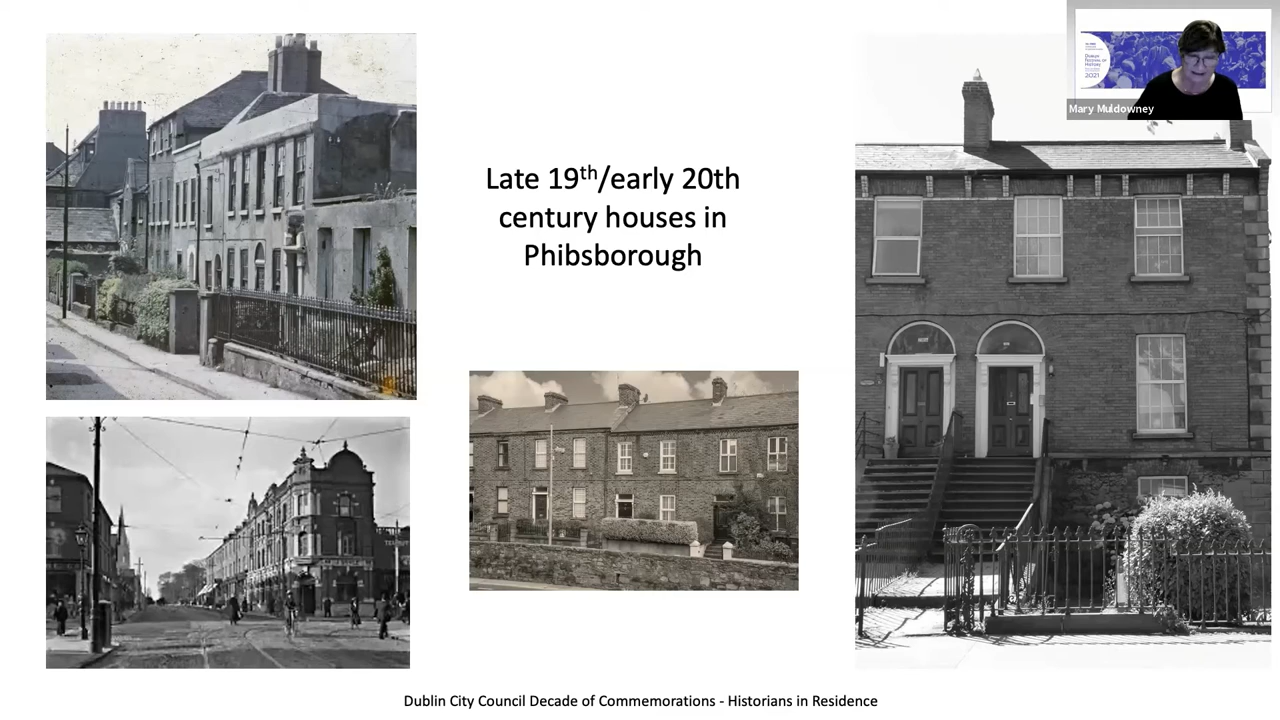 Late 19th/early 20th
century houses in
Phibsborough
Mary Muldowney
2021
Dublin City Council Decade of Commemorations - Historians in Residence